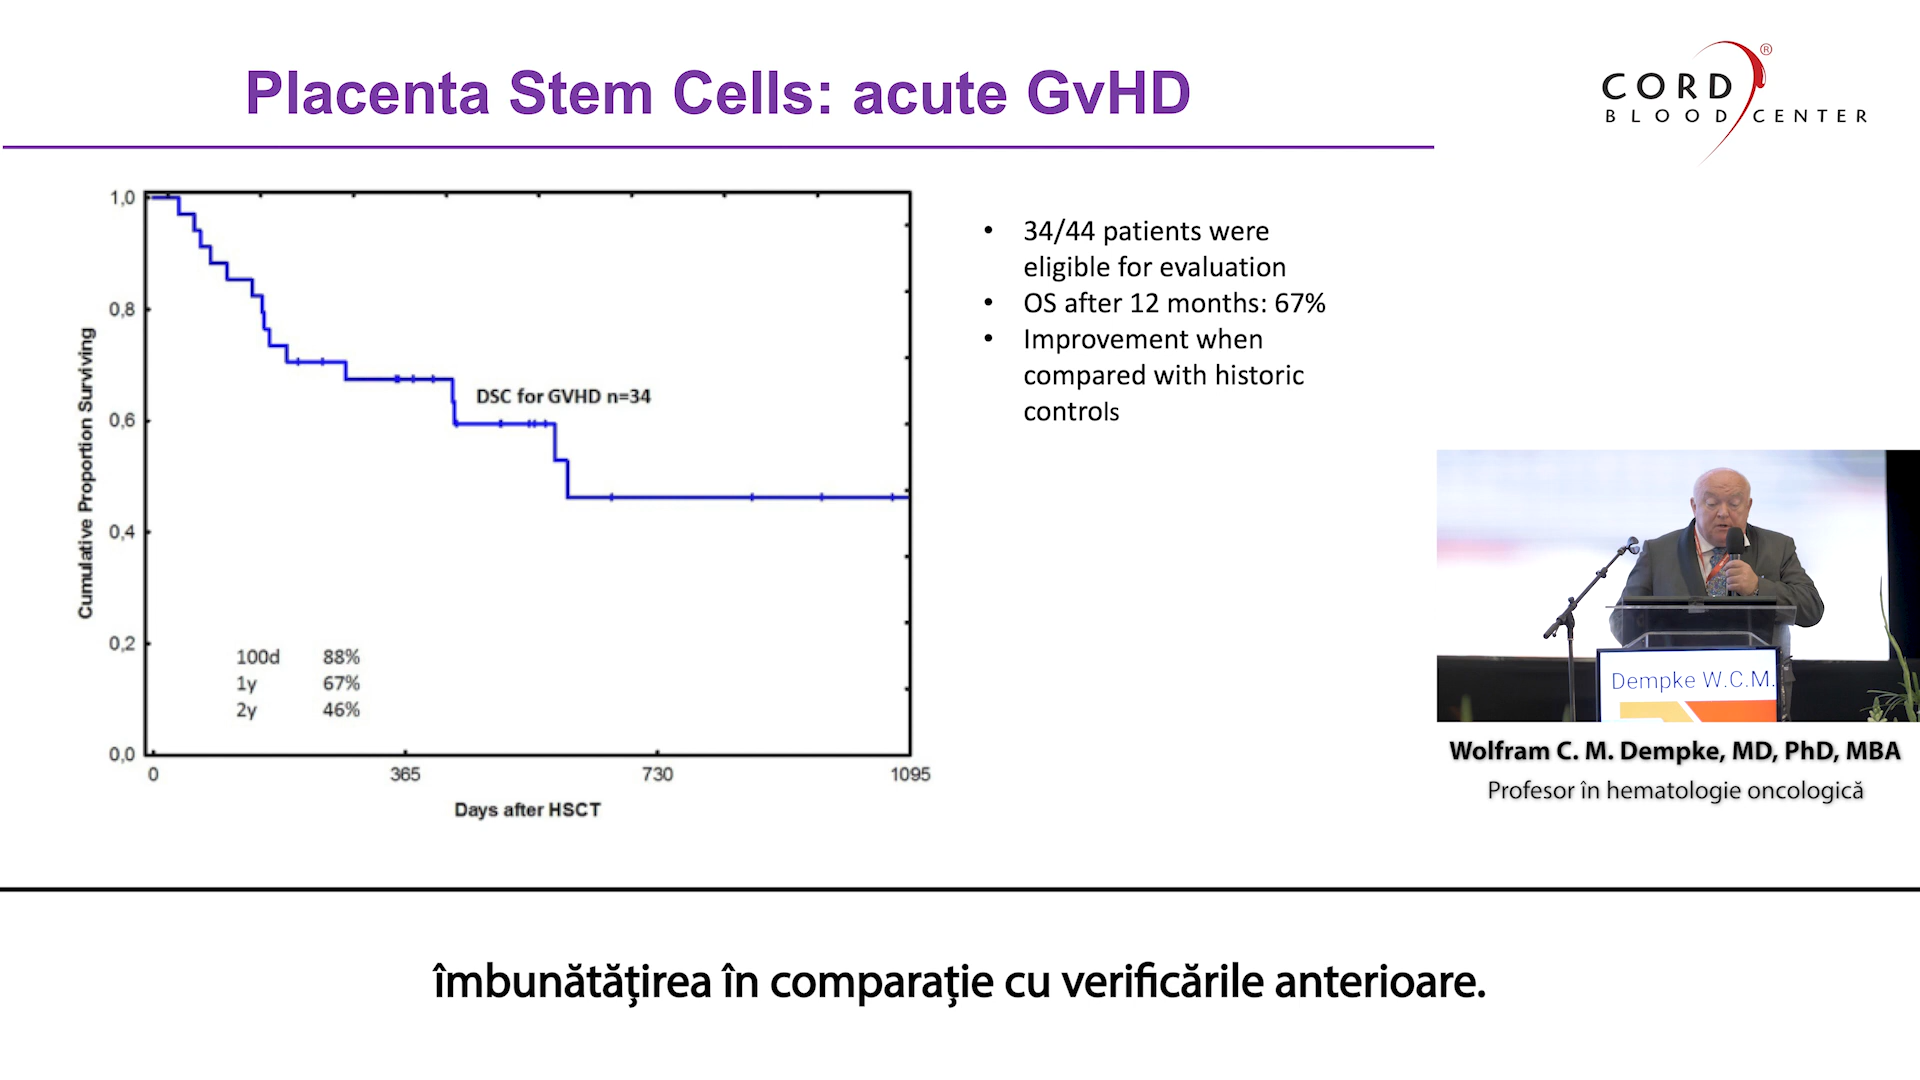 Placenta Stem Cells: acute GvHD
CORD
BLOOD CENTER
®
1,0
0,8
0,6
0,4
0,2
0,0
Cumulative Proportion Surviving
DSC for GVHD n=34
100d 88%
1y 67%
2y 46%
0 365 730 1095
Days after HSCT
• 34/44 patients were
eligible for evaluation
• OS after 12 months: 67%
• Improvement when
compared with historic
controls
Dempke W.C.M.
Wolfram C. M. Dempke, MD, PhD, MBA
Profesor în hematologie oncologică
îmbunătățirea în comparație cu verificările anterioare.